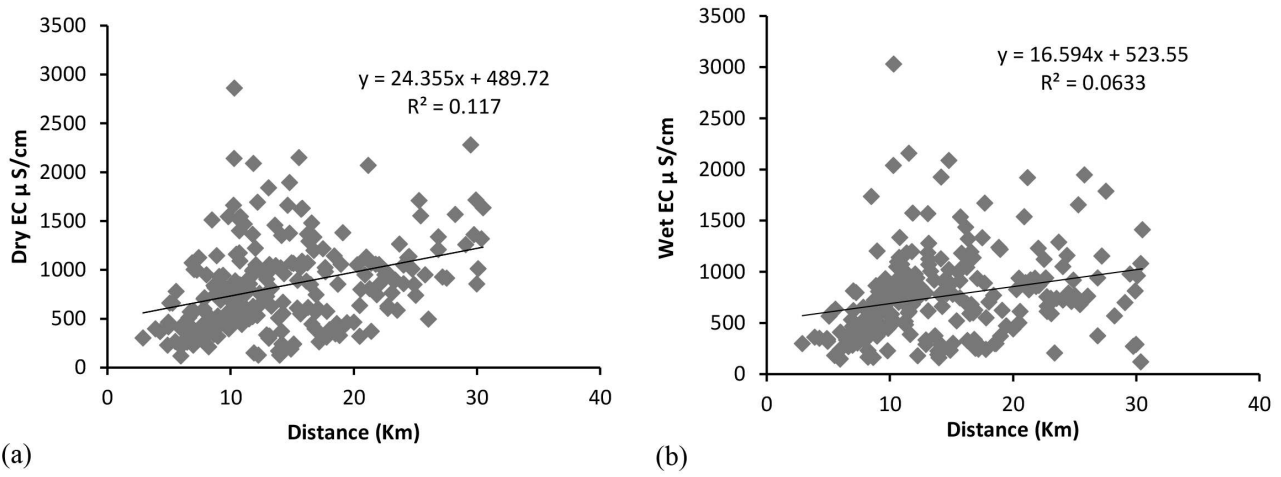 3500
3000
2500
2000
1500
1000
500
0
Dry EC µ S/cm
y = 24.355x + 489.72
R² = 0.117
0 10 20 30 40
Distance (Km)
(a)
3500
3000
2500
2000
1500
1000
500
0
Wet EC µ S/cm
y = 16.594x + 523.55
R² = 0.0633
0 10 20 30 40
Distance (Km)
(b)